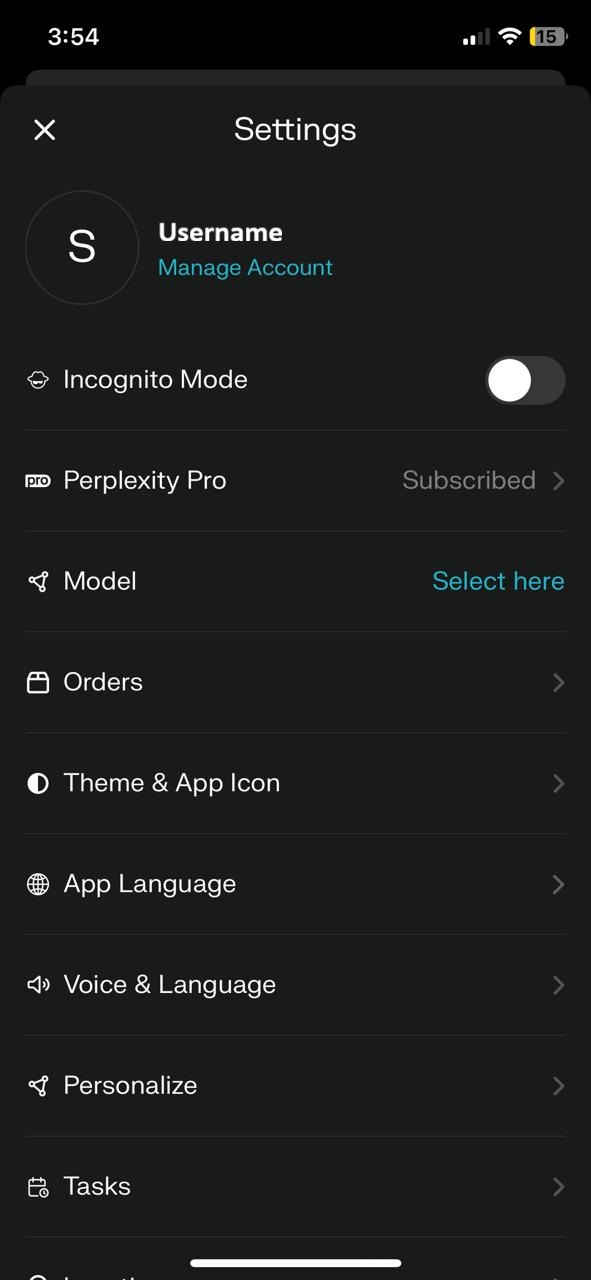 3:54
15
Settings
S
Username
Manage Account
Incognito Mode
pro Perplexity Pro Subscribed
Model Select here
Orders
Theme & App Icon
App Language
Voice & Language
Personalize
Tasks